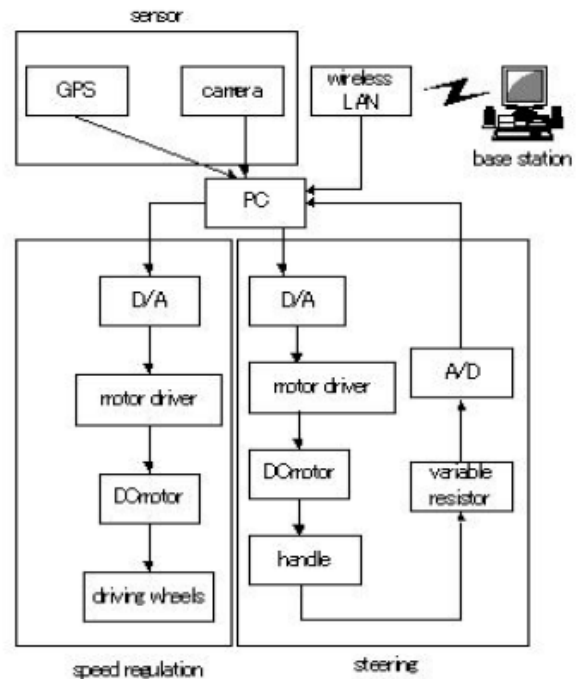 sensor
GPS
camera
wireless
LAN
base station
PC
D/A
D/A
motor driver
motor driver
A/D
DCmotor
DCmotor
variable
resistor
driving wheels
handle
speed regulation
steering